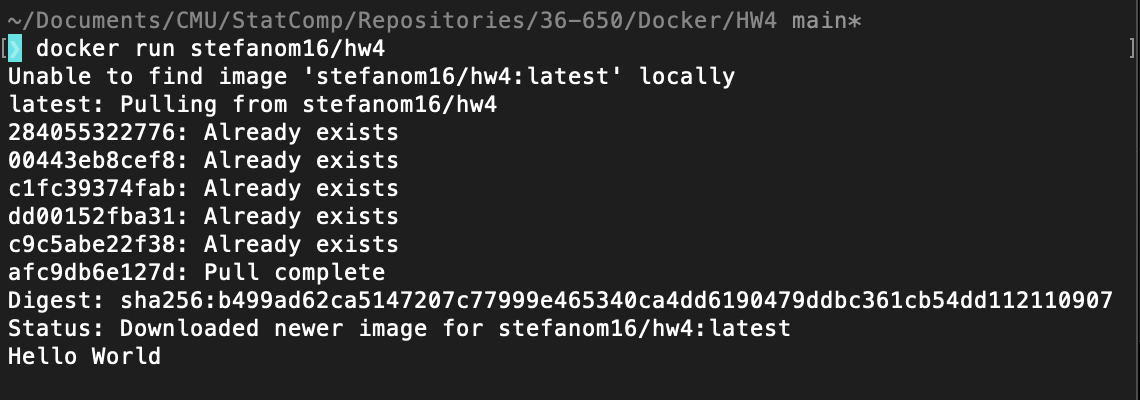 ~/Documents/CMU/StatComp/Repositories/36-650/Docker/HW4 main*
[❯ docker run stefanom16/hw4 ]
Unable to find image 'stefanom16/hw4:latest' locally
latest: Pulling from stefanom16/hw4
284055322776: Already exists
00443eb8cef8: Already exists
c1fc39374fab: Already exists
dd00152fba31: Already exists
c9c5abe22f38: Already exists
afc9db6e127d: Pull complete
Digest: sha256:b499ad62ca5147207c77999e465340ca4dd6190479ddbc361cb54dd112110907
Status: Downloaded newer image for stefanom16/hw4:latest
Hello World